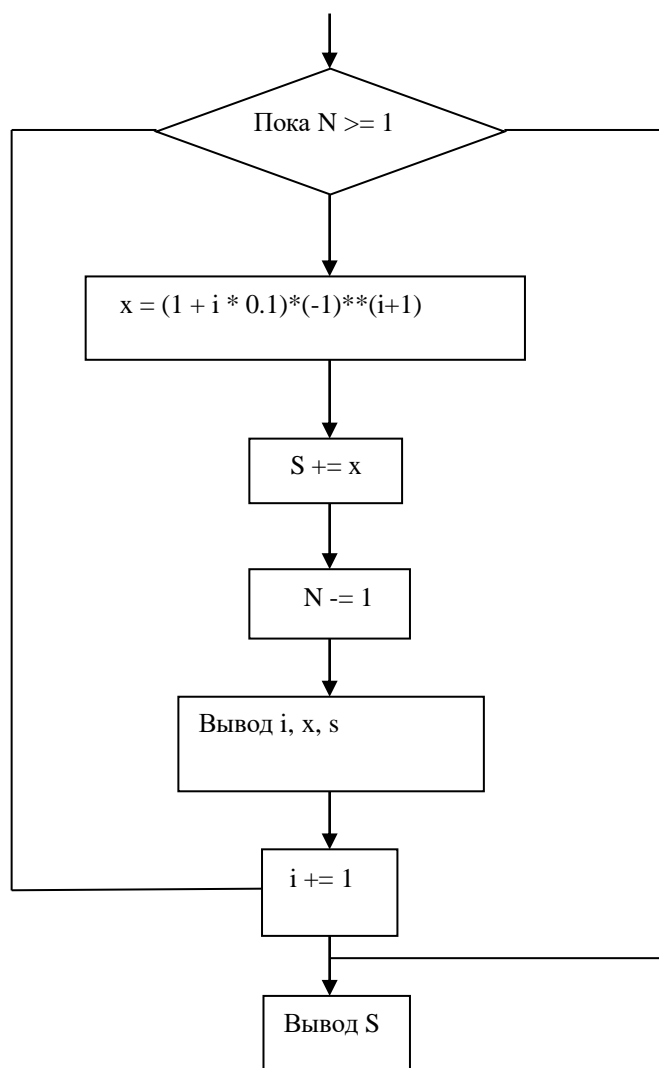 Пока N >= 1
x = (1 + i * 0.1)*(-1)**(i+1)
S += x
N -= 1
Вывод i, x, s
i += 1
Вывод S